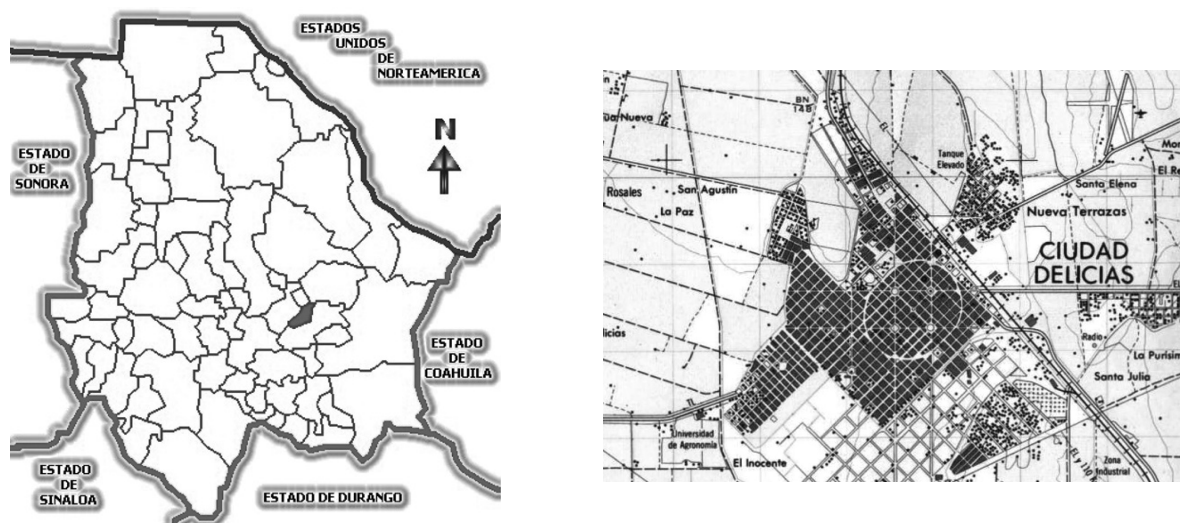 ESTADOS
UNIDOS
DE
NORTEAMERICA
N
ESTADO
DE
SONORA
ESTADO
DE
COAHUILA
ESTADO
DE
SINALOA
ESTADO DE DURANGO
BN
148
Nueva
Tanque
Elevado
San Agustín
Rosales
La Paz
Santa Elena
Nueva Terrazas
CIUDAD
DELICIAS
Radio
La Purísim
Santa Julia
Universidad
de Agronomía
El Inocente
Zona
Industrial